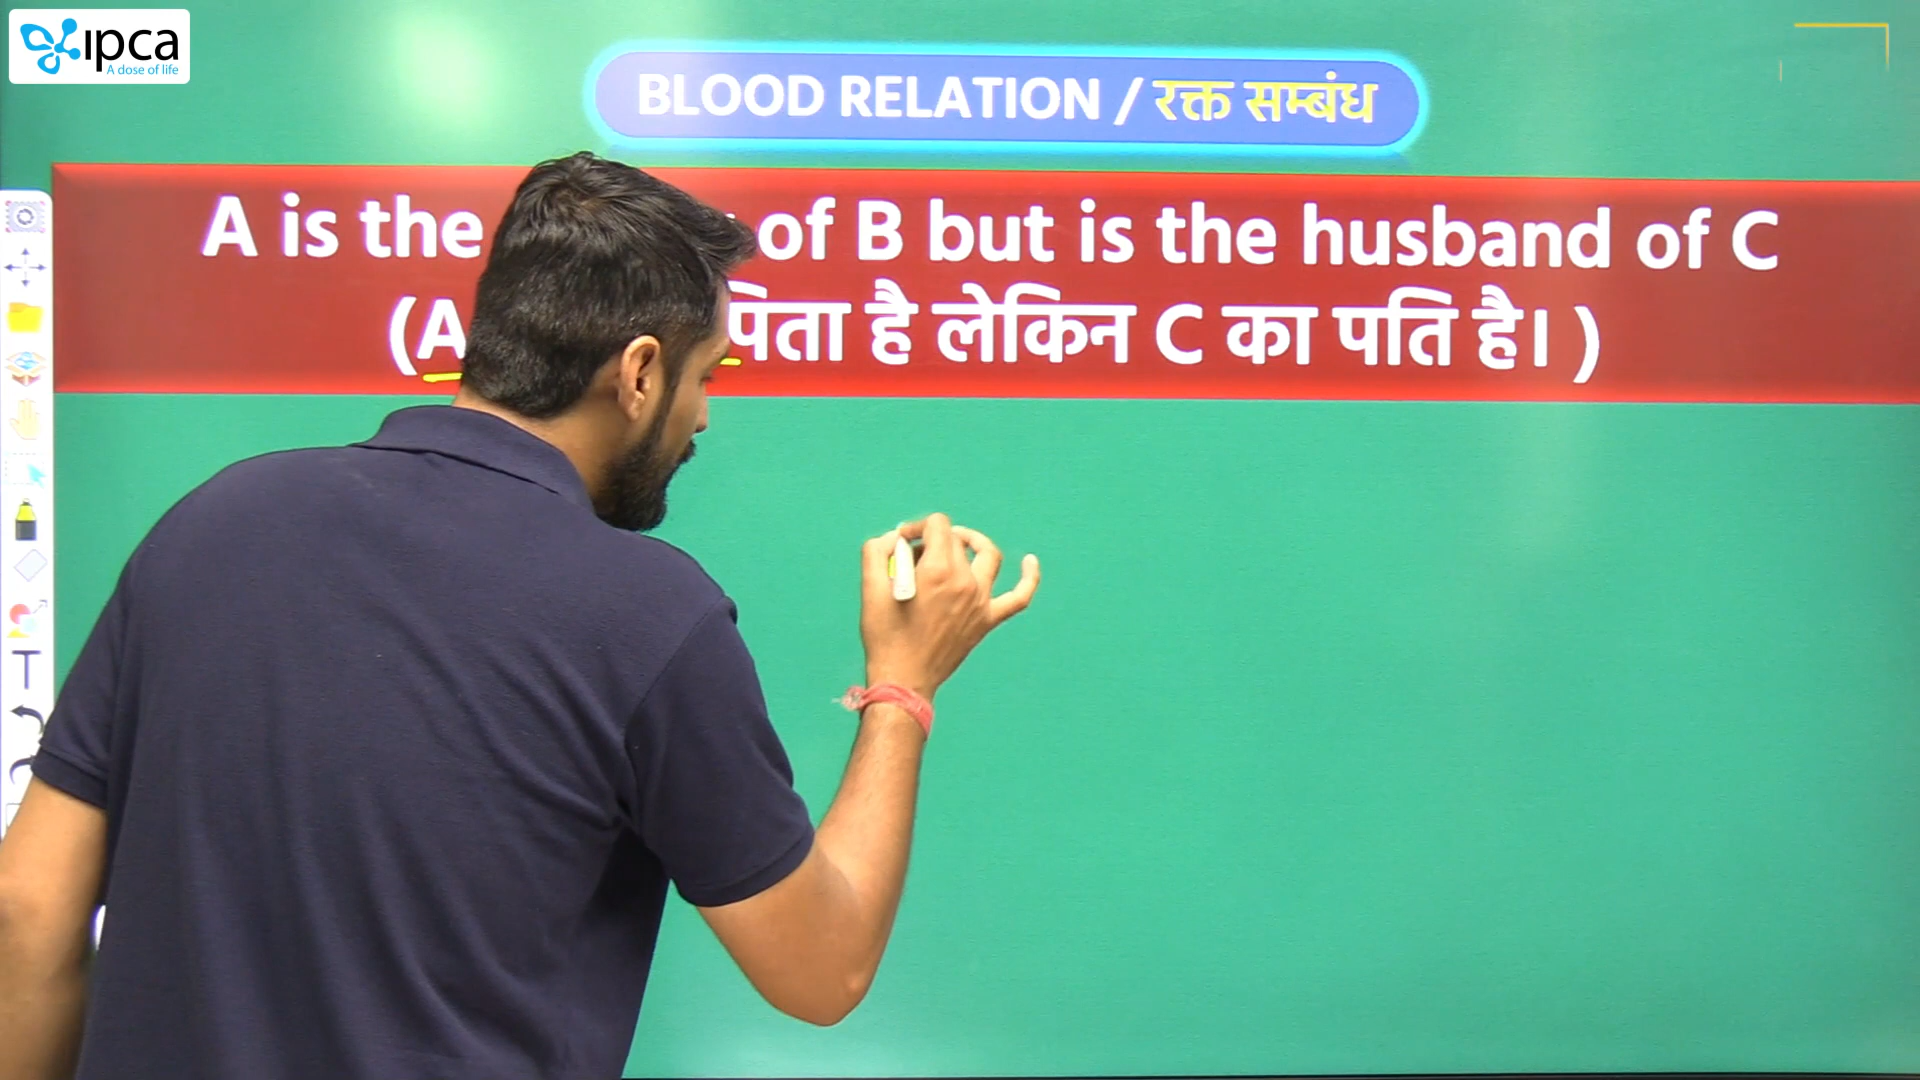 ipca
A dose of life
BLOOD RELATION / रक्त सम्बंध
A is the of B but is the husband of C
(A पिता है लेकिन C का पति है। )
T